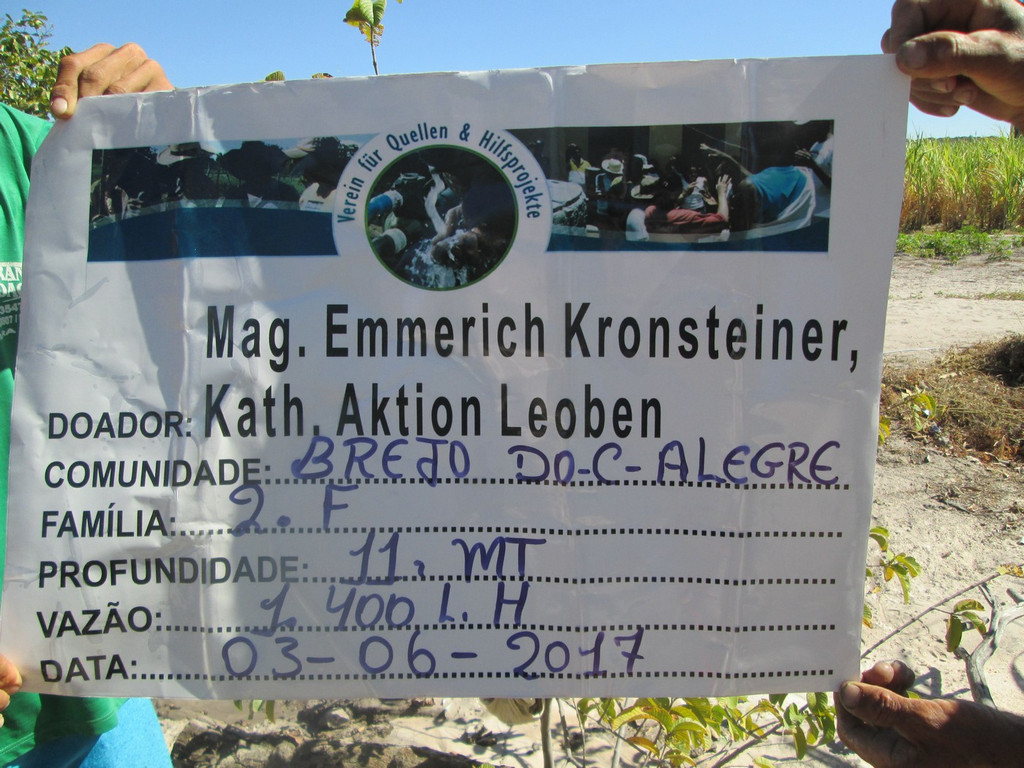 Verein für Quellen & Hilfsprojekte
Mag. Emmerich Kronsteiner,
DOADOR: Kath. Aktion Leoben
COMUNIDADE: BREJO DO-C-ALEGRE
FAMÍLIA: 2. F
PROFUNDIDADE: 11, MT
VAZÃO: 1. 400 L. H
DATA: 03-06-2017